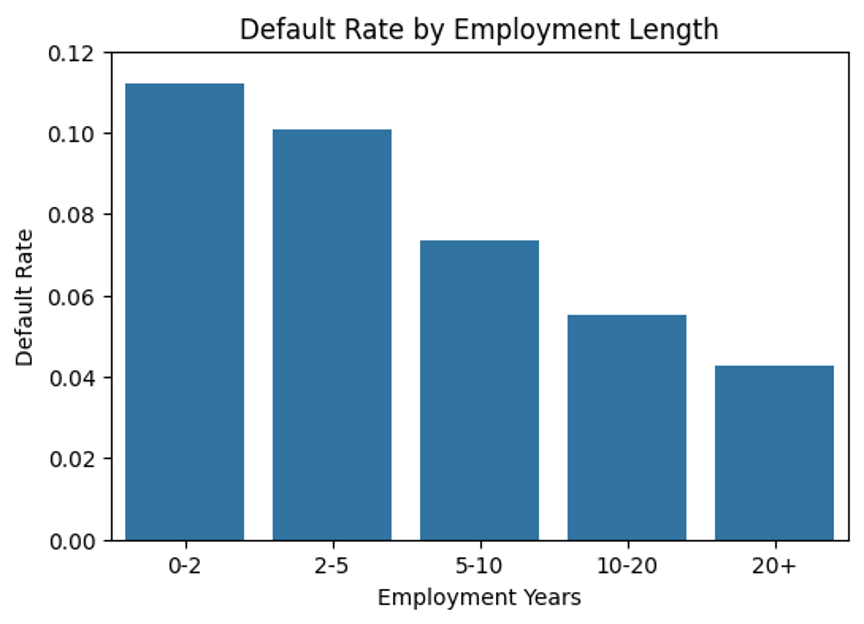 Default Rate by Employment Length
0.12
0.10
0.08
0.06
0.04
0.02
0.00
Default Rate
0-2 2-5 5-10 10-20 20+
Employment Years